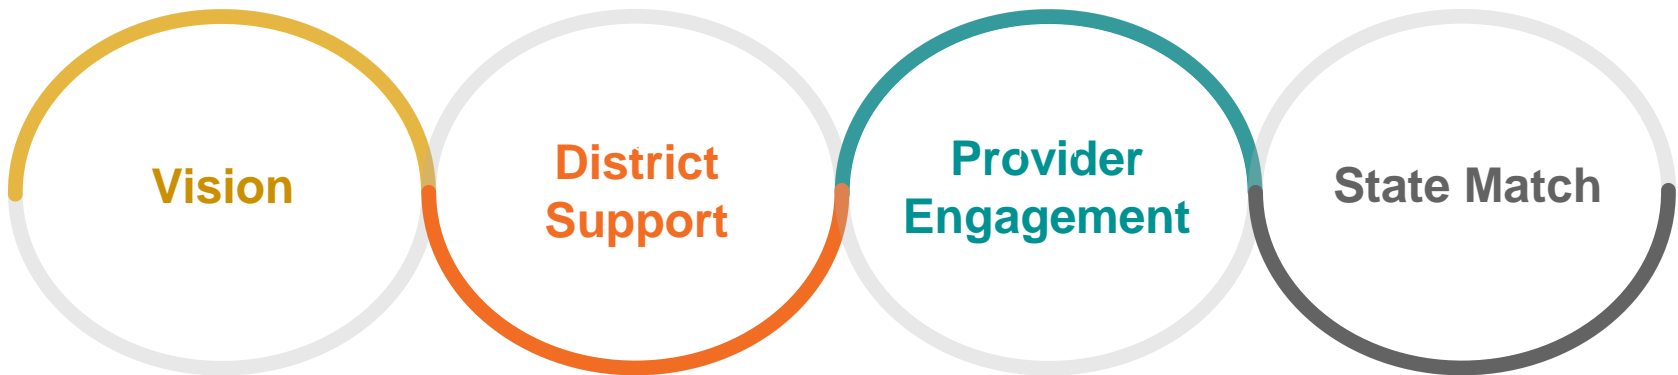 Vision
District
Support
Provider
Engagement
State Match